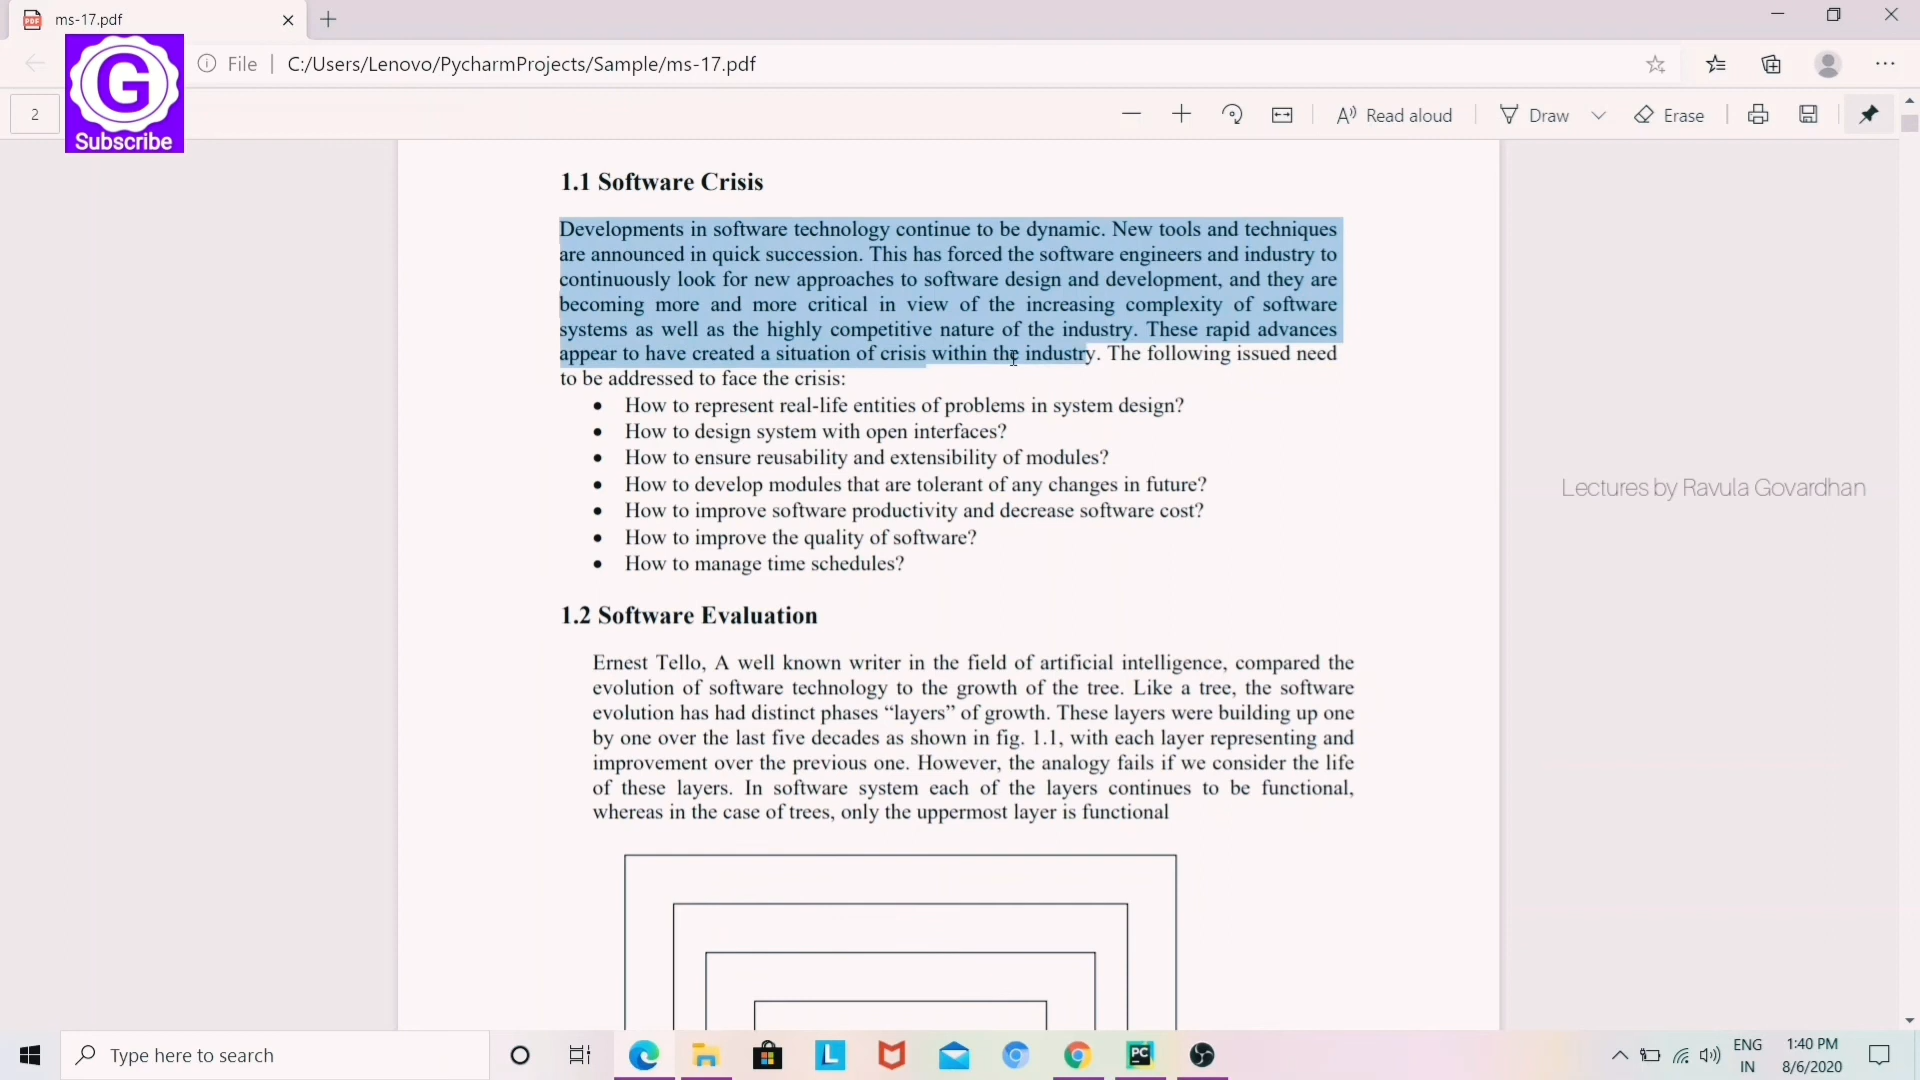 ms-17.pdf
File
C:/Users/Lenovo/PycharmProjects/Sample/ms-17.pdf
G
Subscribe
2
Read aloud
Draw
Erase
1.1 Software Crisis
Developments in software technology continue to be dynamic. New tools and techniques
are announced in quick succession. This has forced the software engineers and industry to
continuously look for new approaches to software design and development, and they are
becoming more and more critical in view of the increasing complexity of software
systems as well as the highly competitive nature of the industry. These rapid advances
appear to have created a situation of crisis within the industry. The following issued need
to be addressed to face the crisis:
• How to represent real-life entities of problems in system design?
• How to design system with open interfaces?
• How to ensure reusability and extensibility of modules?
• How to develop modules that are tolerant of any changes in future?
• How to improve software productivity and decrease software cost?
• How to improve the quality of software?
• How to manage time schedules?
Lectures by Ravula Govardhan
1.2 Software Evaluation
Ernest Tello, A well known writer in the field of artificial intelligence, compared the
evolution of software technology to the growth of the tree. Like a tree, the software
evolution has had distinct phases “layers” of growth. These layers were building up one
by one over the last five decades as shown in fig. 1.1, with each layer representing and
improvement over the previous one. However, the analogy fails if we consider the life
of these layers. In software system each of the layers continues to be functional,
whereas in the case of trees, only the uppermost layer is functional
Type here to search
L
PC
ENG
IN
1:40 PM
8/6/2020